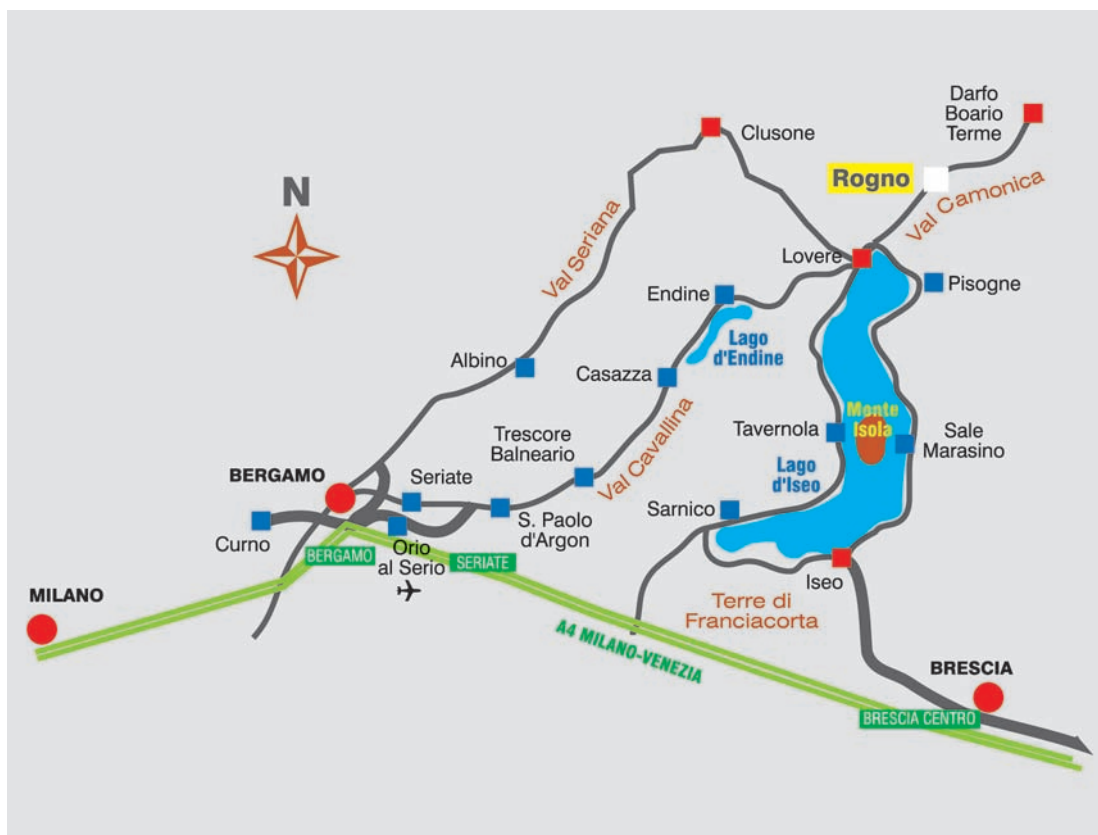 Darfo
Boario
Terme
Clusone
Rogno
N
Val Camonica
Val Seriana
Lovere
Pisogne
Endine
Lago
d'Endine
Albino
Casazza
Monte
Isola
Tavernola
Sale
Marasino
Trescore
Balneario
Val Cavallina
Lago
d'Iseo
BERGAMO
Seriate
Sarnico
S. Paolo
d'Argon
Curno
Orio
al Serio
BERGAMO
SERIATE
Iseo
MILANO
Terre di
Franciacorta
A4 MILANO-VENEZIA
BRESCIA
BRESCIA CENTRO